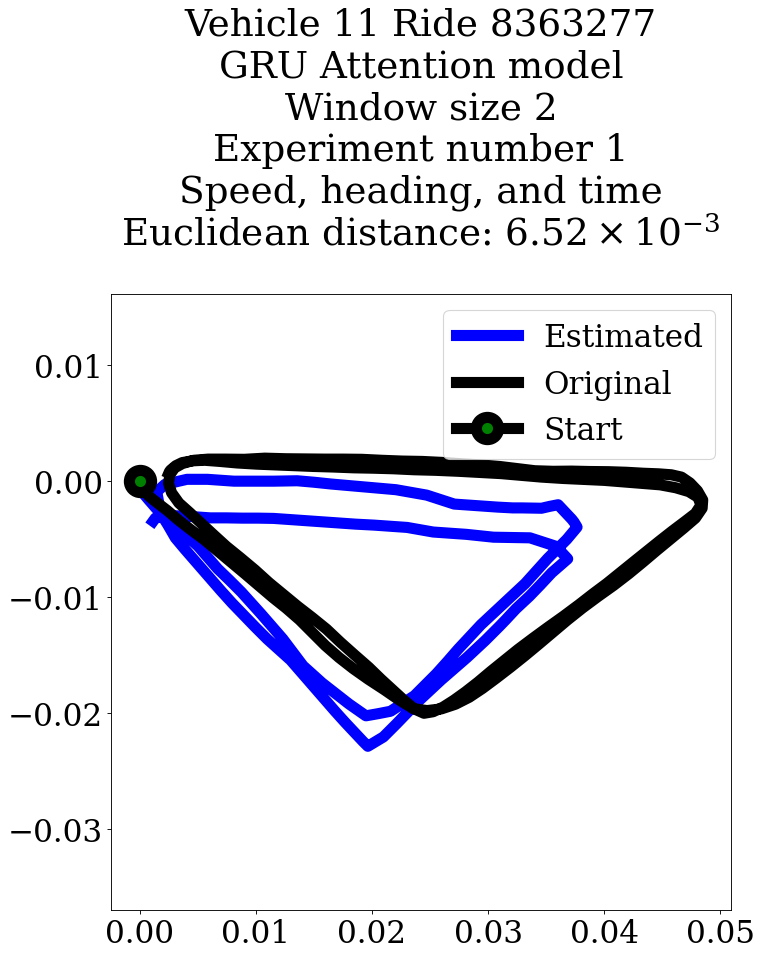 Vehicle 11 Ride 8363277
GRU Attention model
Window size 2
Experiment number 1
Speed, heading, and time
Euclidean distance: 6.52 × 10⁻³
Estimated
Original
Start
0.01
0.00
−0.01
−0.02
−0.03
0.00 0.01 0.02 0.03 0.04 0.05